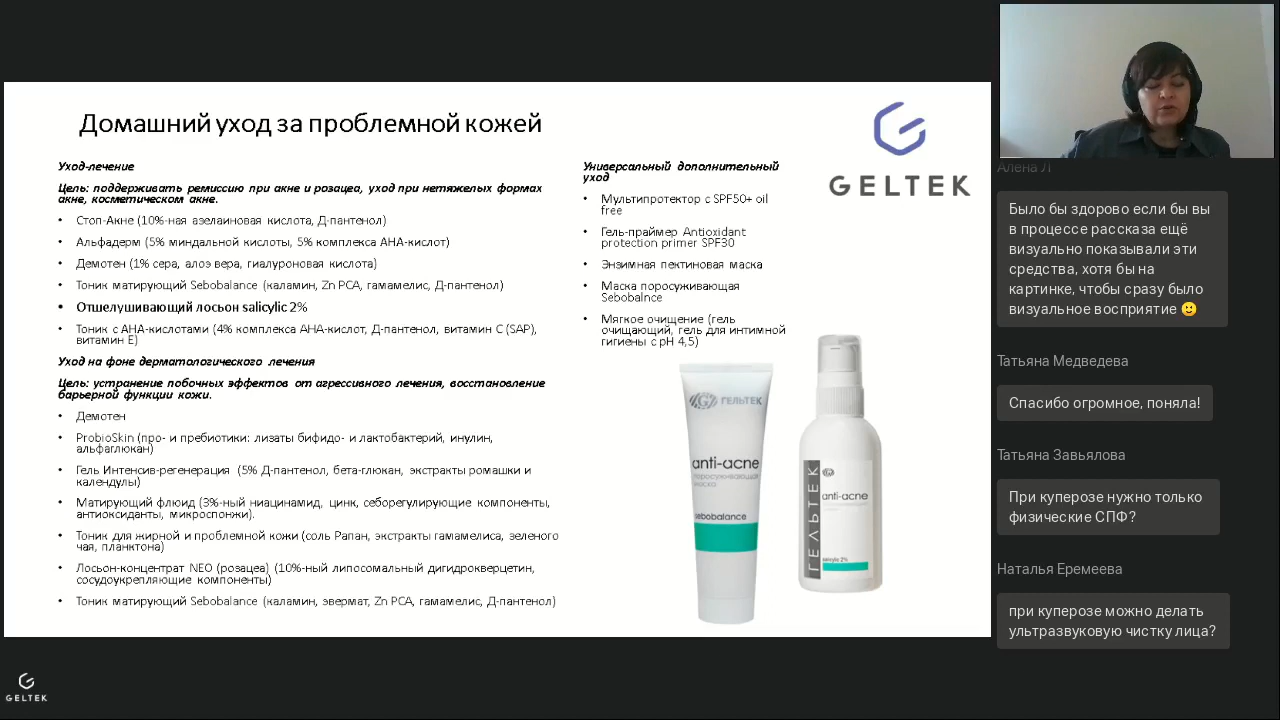 Домашний уход за проблемной кожей
Уход-лечение
Цель: поддерживать ремиссию при акне и розацеа, уход при нетяжелых формах
акне, косметическом акне.
• Стоп-Акне (10%-ная азелаиновая кислота, Д-пантенол)
• Альфадерм (5% миндальной кислоты, 5% комплекса АНА-кислот)
• Демотен (1% сера, алоэ вера, гиалуроновая кислота)
• Тоник матирующий Sebobalance (каламин, Zn PCA, гамамелис, Д-пантенол)
• Отшелушивающий лосьон salicylic 2%
• Тоник с АНА-кислотами (4% комплекса АНА-кислот, Д-пантенол, витамин С (SAP),
витамин Е)
Уход на фоне дерматологического лечения
Цель: устранение побочных эффектов от агрессивного лечения, восстановление
барьерной функции кожи.
• Демотен
• ProbioSkin (про- и пребиотики: лизаты бифидо- и лактобактерий, инулин,
альфаглюкан)
• Гель Интенсив-регенерация (5% Д-пантенол, бета-глюкан, экстракты ромашки и
календулы)
• Матирующий флюид (3%-ный ниацинамид, цинк, себорегулирующие компоненты,
антиоксиданты, микроспонжи).
• Тоник для жирной и проблемной кожи (соль Рапан, экстракты гамамелиса, зеленого
чая, планктона)
• Лосьон-концентрат NEO (розацеа) (10%-ный липосомальный дигидрокверцетин,
сосудоукрепляющие компоненты)
• Тоник матирующий Sebobalance (каламин, эвермат, Zn PCA, гамамелис, Д-пантенол)
Универсальный дополнительный
уход
• Мультипротектор с SPF50+ oil
free
• Гель-праймер Antioxidant
protection primer SPF30
• Энзимная пектиновая маска
• Маска поросуживающая
Sebobalnce
• Мягкое очищение (гель
очищающий, гель для интимной
гигиены с pH 4,5)
GELTEK
ГЕЛЬТЕК
anti-acne
поросуживающая
маска
sebobalance
ГЕЛЬТЕК
anti-acne
salicylic 2%
Алена Л
Было бы здорово если бы вы
в процессе рассказа ещё
визуально показывали эти
средства, хотя бы на
картинке, чтобы сразу было
визуальное восприятие 🙂
Татьяна Медведева
Спасибо огромное, поняла!
Татьяна Завьялова
При куперозе нужно только
физические СПФ?
Наталья Еремеева
при куперозе можно делать
ультразвуковую чистку лица?
GELTEK